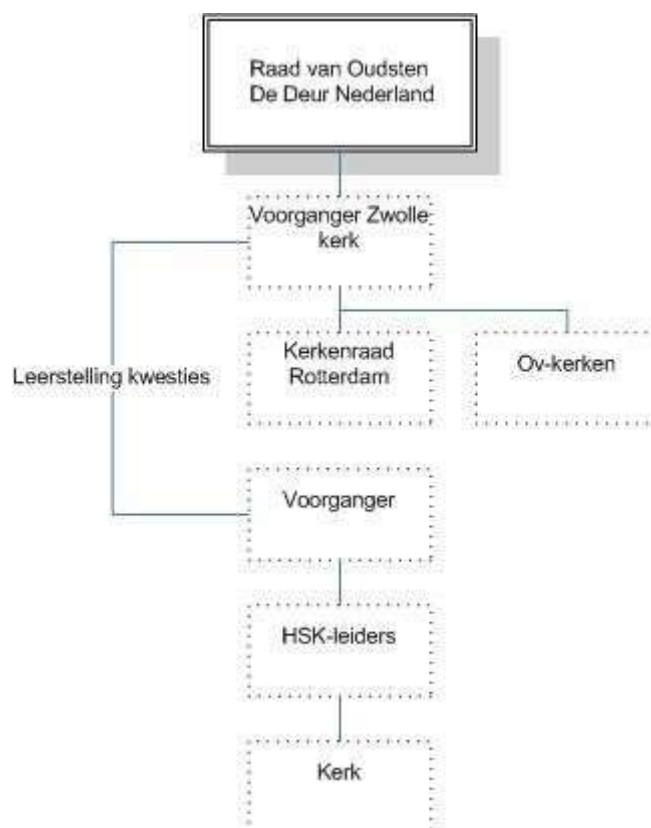 Raad van Oudsten
De Deur Nederland
Voorganger Zwolle
kerk
Kerkenraad
Rotterdam
Ov-kerken
Leerstelling kwesties
Voorganger
HSK-leiders
Kerk